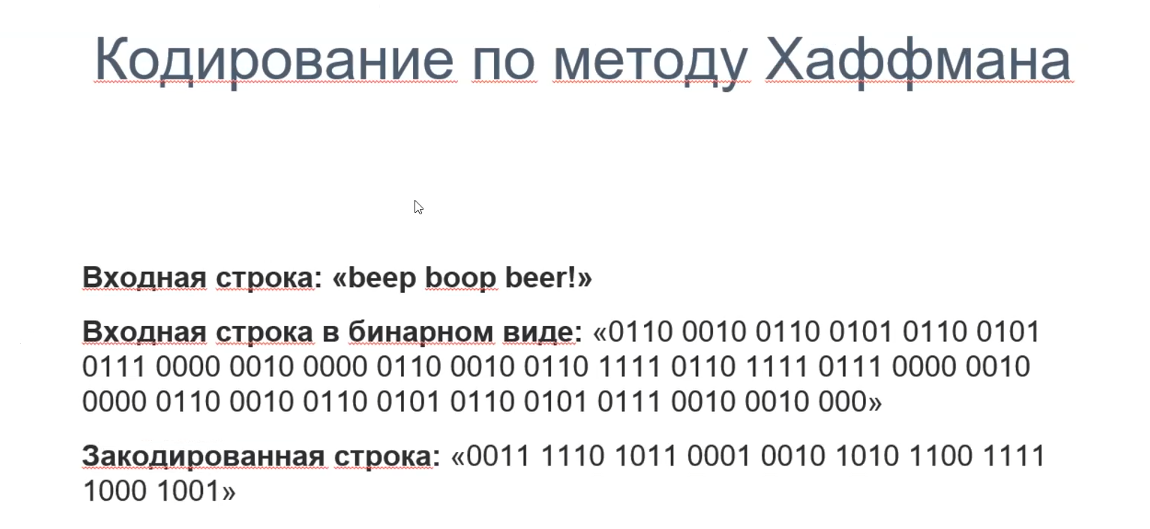 Кодирование по методу Хаффмана
Входная строка: «beep boop beer!»
Входная строка в бинарном виде: «0110 0010 0110 0101 0110 0101
0111 0000 0010 0000 0110 0010 0110 1111 0110 1111 0111 0000 0010
0000 0110 0010 0110 0101 0110 0101 0111 0010 0010 000»
Закодированная строка: «0011 1110 1011 0001 0010 1010 1100 1111
1000 1001»